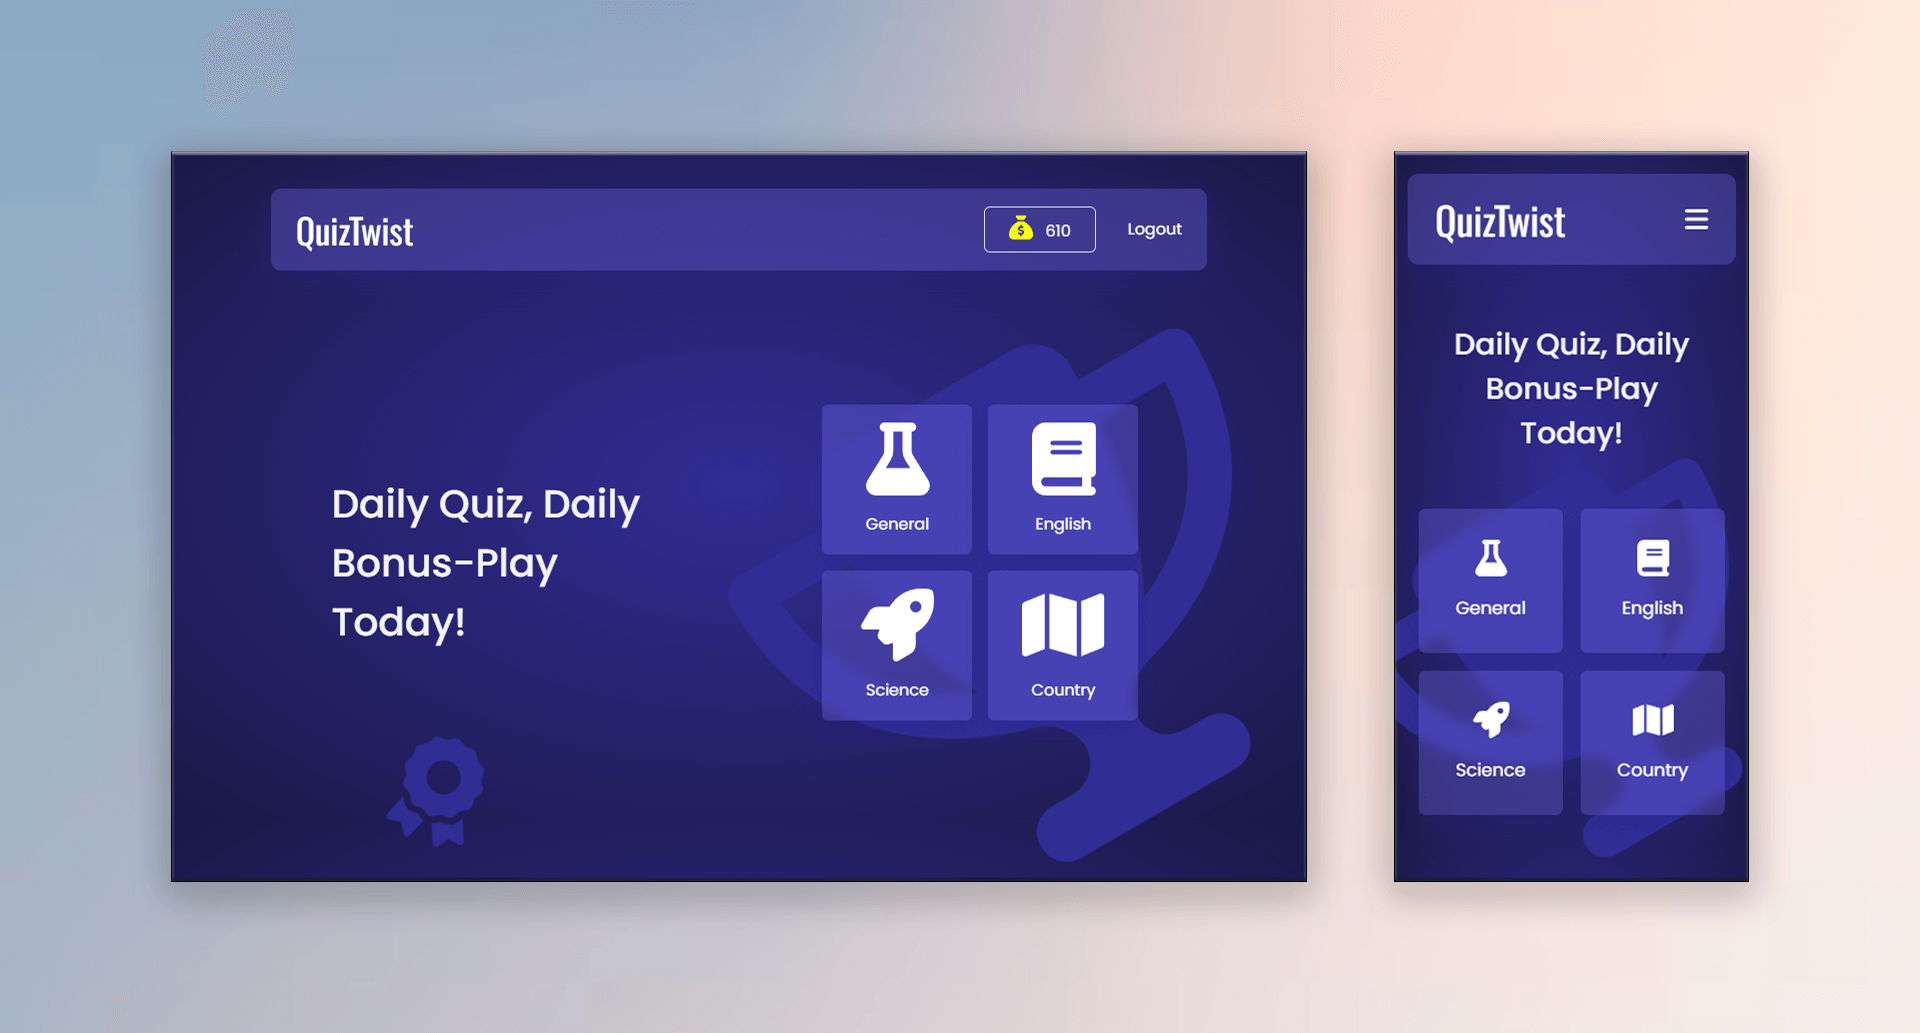 QuizTwist
$ 610
Logout
Daily Quiz, Daily
Bonus-Play
Today!
General
English
Science
Country
QuizTwist
Daily Quiz, Daily
Bonus-Play
Today!
General
English
Science
Country